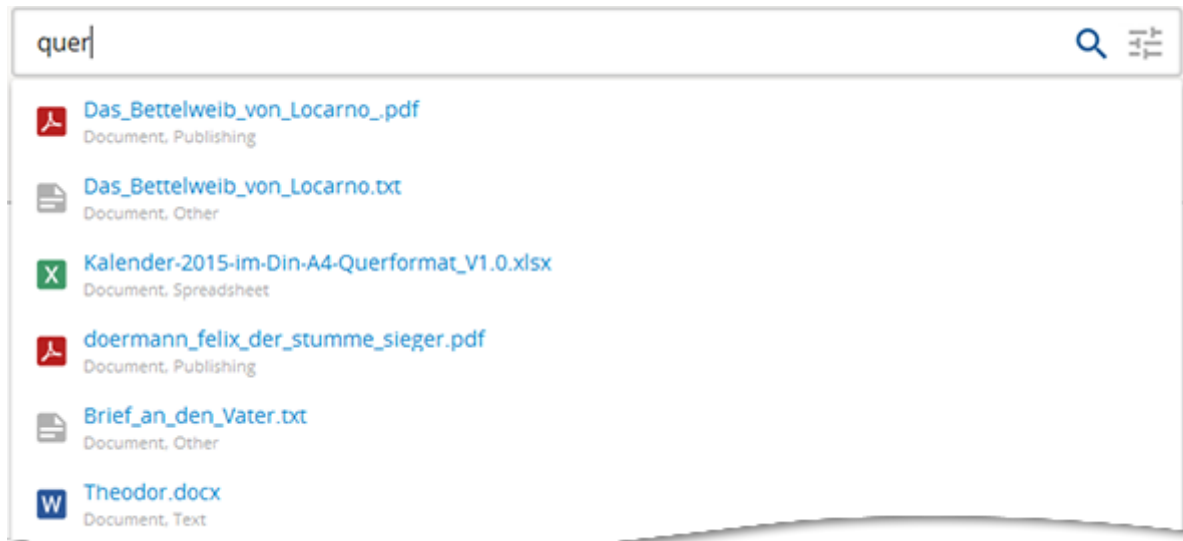 quer
Das_Bettelweib_von_Locarno_.pdf
Document, Publishing
Das_Bettelweib_von_Locarno.txt
Document, Other
X
Kalender-2015-im-Din-A4-Querformat_V1.0.xlsx
Document, Spreadsheet
doermann_felix_der_stumme_sieger.pdf
Document, Publishing
Brief_an_den_Vater.txt
Document, Other
W
Theodor.docx
Document, Text